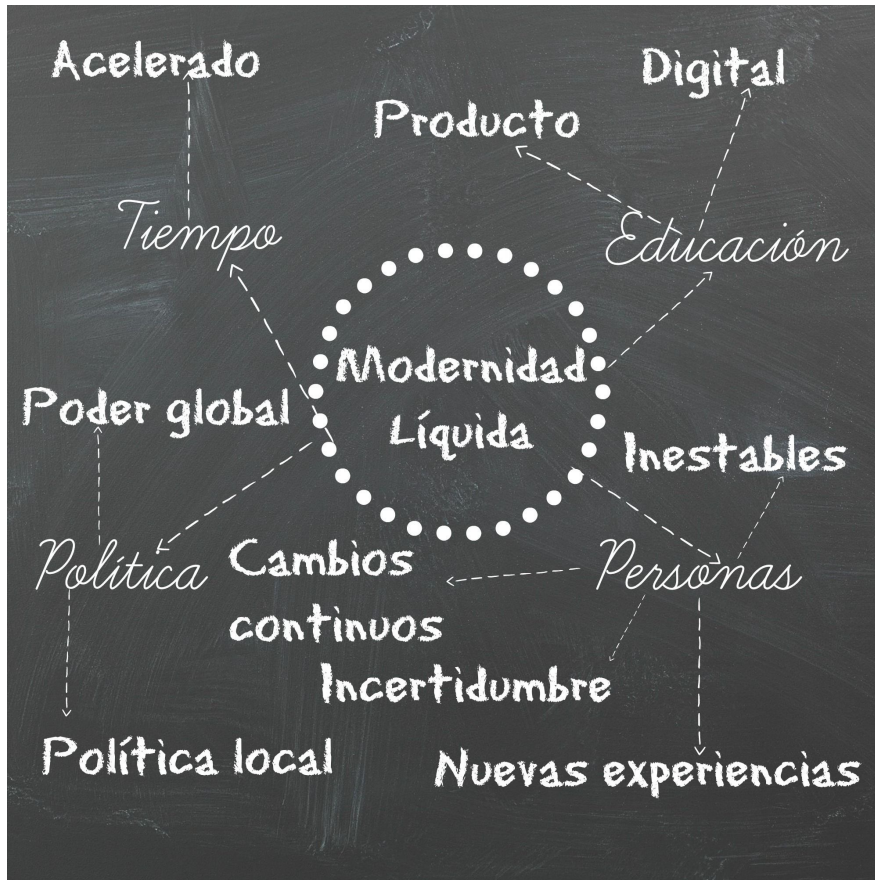 Acelerado
Digital
Producto
Tiempo
Educación
Modernidad
Líquida
Poder global
Inestables
Política
Cambios
continuos
Personas
Incertidumbre
Política local
Nuevas experiencias